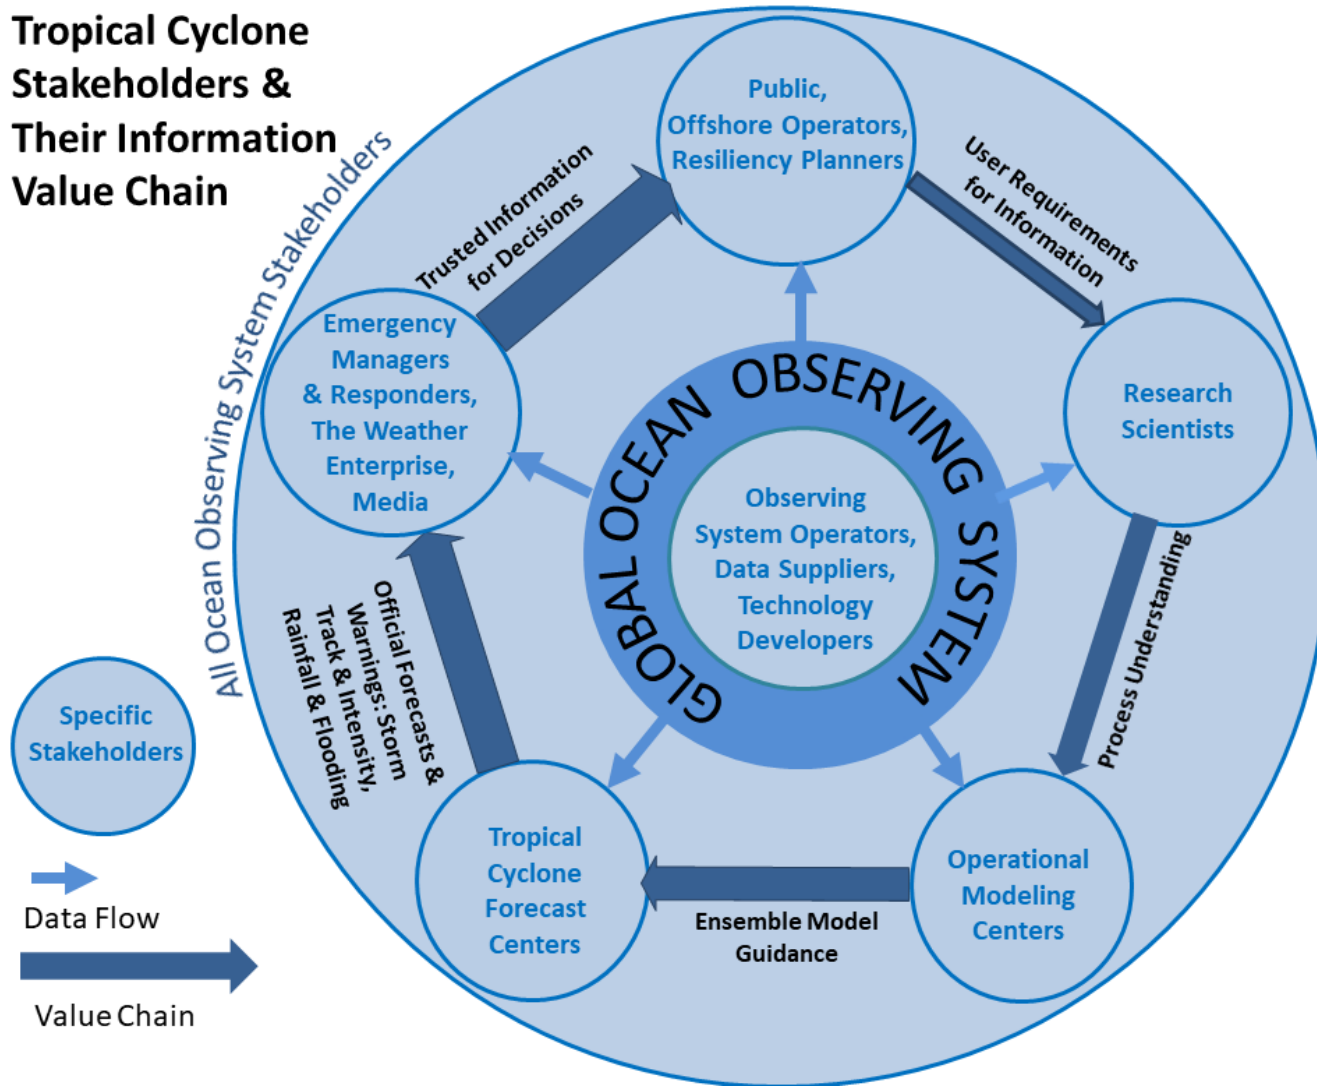 Tropical Cyclone
Stakeholders &
Their Information
Value Chain
All Ocean Observing System Stakeholders
Public,
Offshore Operators,
Resiliency Planners
User Requirements
for Information
Research
Scientists
Process Understanding
Operational
Modeling
Centers
Ensemble Model
Guidance
Tropical
Cyclone
Forecast
Centers
Official Forecasts &
Warnings: Storm
Track & Intensity,
Rainfall & Flooding
Emergency
Managers
& Responders,
The Weather
Enterprise,
Media
Trusted Information
for Decisions
GLOBAL OCEAN OBSERVING SYSTEM
Observing
System Operators,
Data Suppliers,
Technology
Developers
Specific
Stakeholders
Data Flow
Value Chain